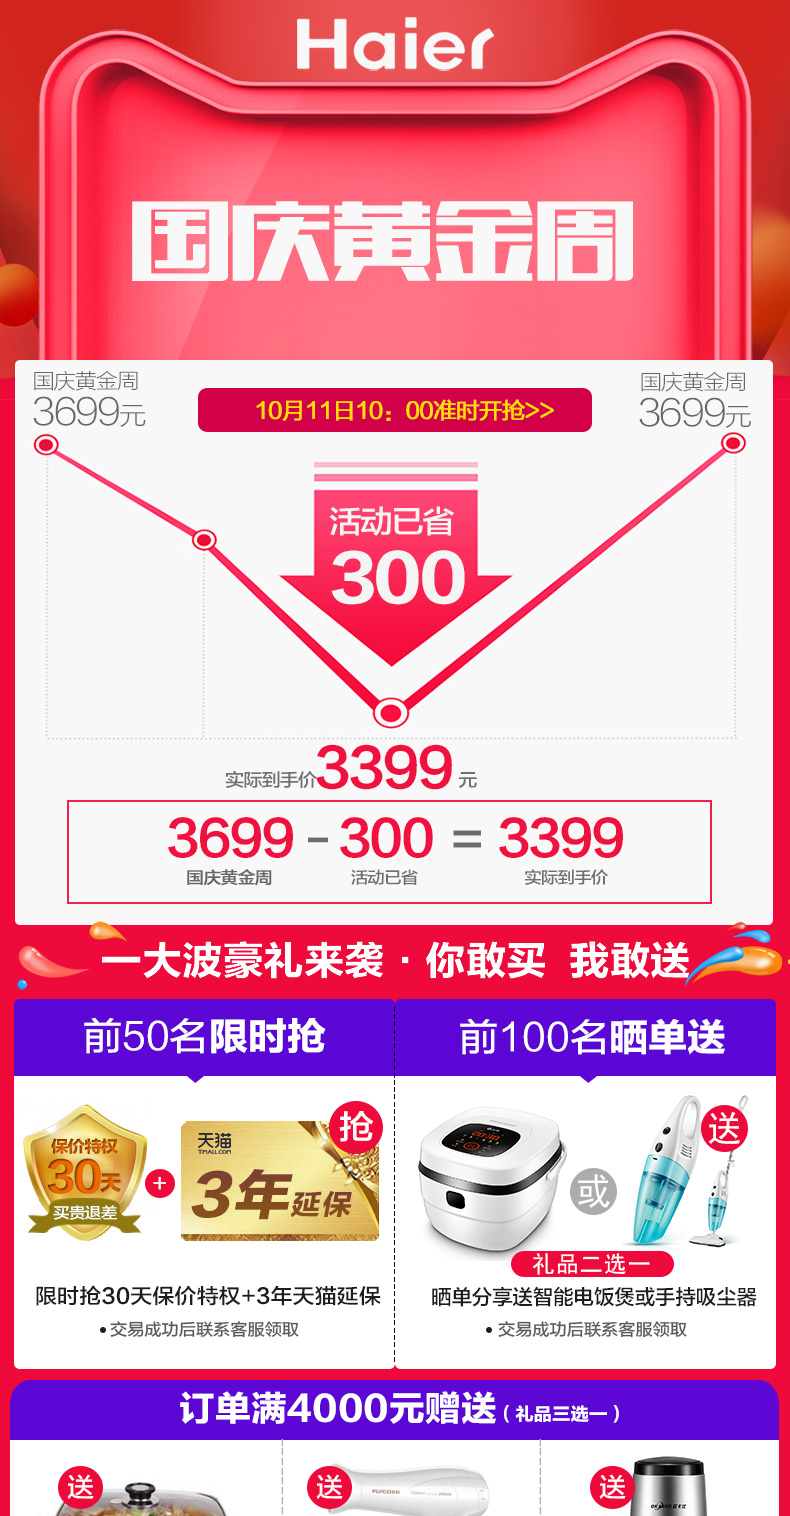 Haier
国庆黄金周
国庆黄金周
3699元
10月11日10：00准时开抢>>
国庆黄金周
3699元
活动已省
300
实际到手价3399元
3699 - 300 = 3399
国庆黄金周 活动已省 实际到手价
一大波豪礼来袭·你敢买 我敢送
前50名限时抢
前100名晒单送
保价特权
30天
买贵退差
+
天猫
TMALL.COM
抢
3年延保
或
送
礼品二选一
限时抢30天保价特权+3年天猫延保
•交易成功后联系客服领取
晒单分享送智能电饭煲或手持吸尘器
•交易成功后联系客服领取
订单满4000元赠送（礼品三选一）
送
送
FLYCO
送